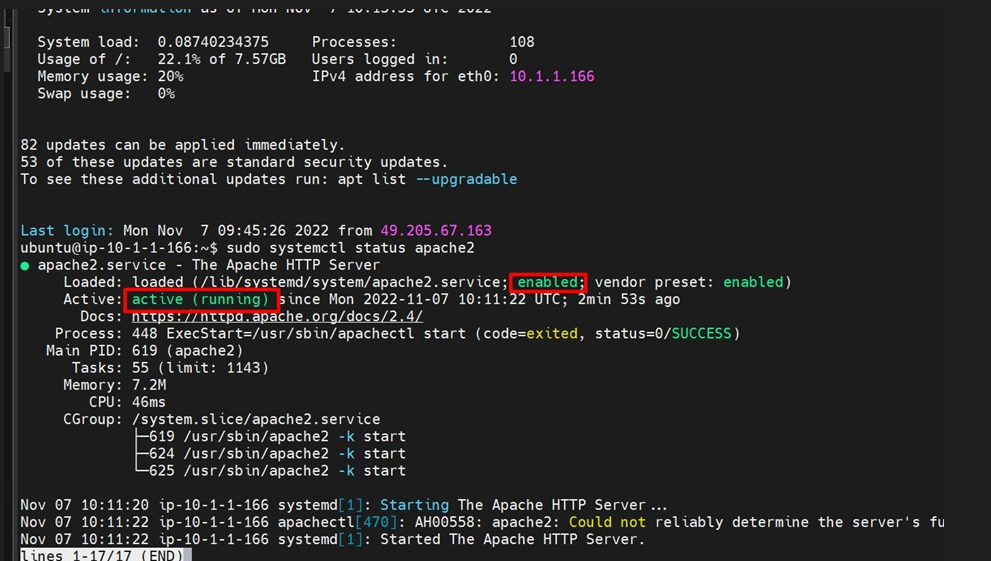 System information as of Mon Nov 7 10:13:53 UTC 2022
System load: 0.08740234375 Processes: 108
Usage of /: 22.1% of 7.57GB Users logged in: 0
Memory usage: 20% IPv4 address for eth0: 10.1.1.166
Swap usage: 0%
82 updates can be applied immediately.
53 of these updates are standard security updates.
To see these additional updates run: apt list --upgradable
Last login: Mon Nov 7 09:45:26 2022 from 49.205.67.163
ubuntu@ip-10-1-1-166:~$ sudo systemctl status apache2
● apache2.service - The Apache HTTP Server
Loaded: loaded (/lib/systemd/system/apache2.service; enabled; vendor preset: enabled)
Active: active (running) since Mon 2022-11-07 10:11:22 UTC; 2min 53s ago
Docs: https://httpd.apache.org/docs/2.4/
Process: 448 ExecStart=/usr/sbin/apachectl start (code=exited, status=0/SUCCESS)
Main PID: 619 (apache2)
Tasks: 55 (limit: 1143)
Memory: 7.2M
CPU: 46ms
CGroup: /system.slice/apache2.service
├─619 /usr/sbin/apache2 -k start
├─624 /usr/sbin/apache2 -k start
└─625 /usr/sbin/apache2 -k start
Nov 07 10:11:20 ip-10-1-1-166 systemd[1]: Starting The Apache HTTP Server...
Nov 07 10:11:22 ip-10-1-1-166 apachectl[470]: AH00558: apache2: Could not reliably determine the server's fu
Nov 07 10:11:22 ip-10-1-1-166 systemd[1]: Started The Apache HTTP Server.
lines 1-17/17 (END)